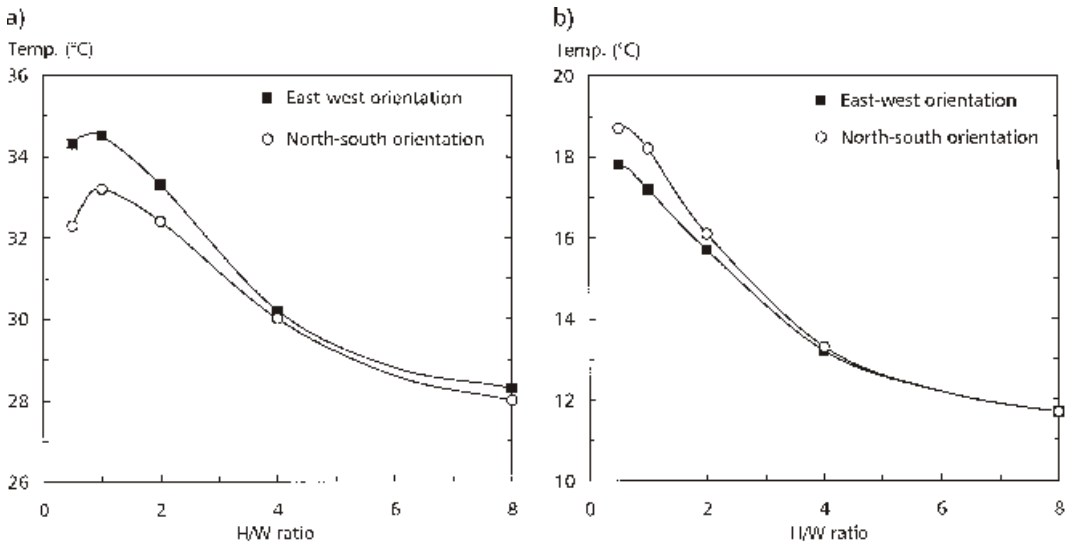 a)
Temp. (°C)
36
34
32
30
28
26
0 2 4 6 8
H/W ratio
East-west orientation
North-south orientation
b)
Temp. (°C)
20
18
16
14
12
10
0 2 4 6 8
H/W ratio
East-west orientation
North-south orientation